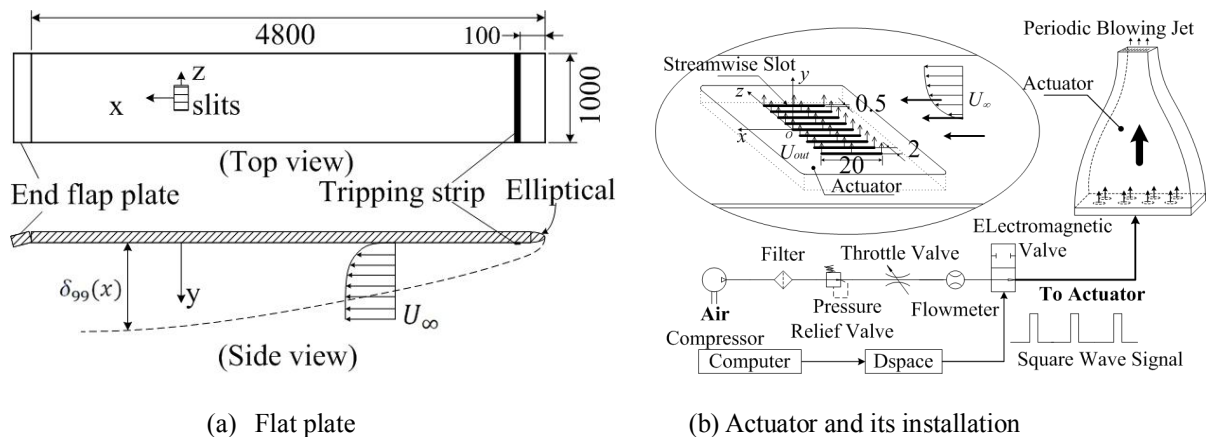 4800
100
1000
z
x
slits
(Top view)
End flap plate
Tripping strip
Elliptical
δ99(x)
y
U∞
(Side view)
(a) Flat plate
Periodic Blowing Jet
Streamwise Slot
y
z
0.5
U∞
Actuator
x
o
Uout
2
20
Actuator
ELectromagnetic
Valve
Filter
Throttle Valve
Air
Pressure
Flowmeter
To Actuator
Relief Valve
Compressor
Computer
Dspace
Square Wave Signal
(b) Actuator and its installation